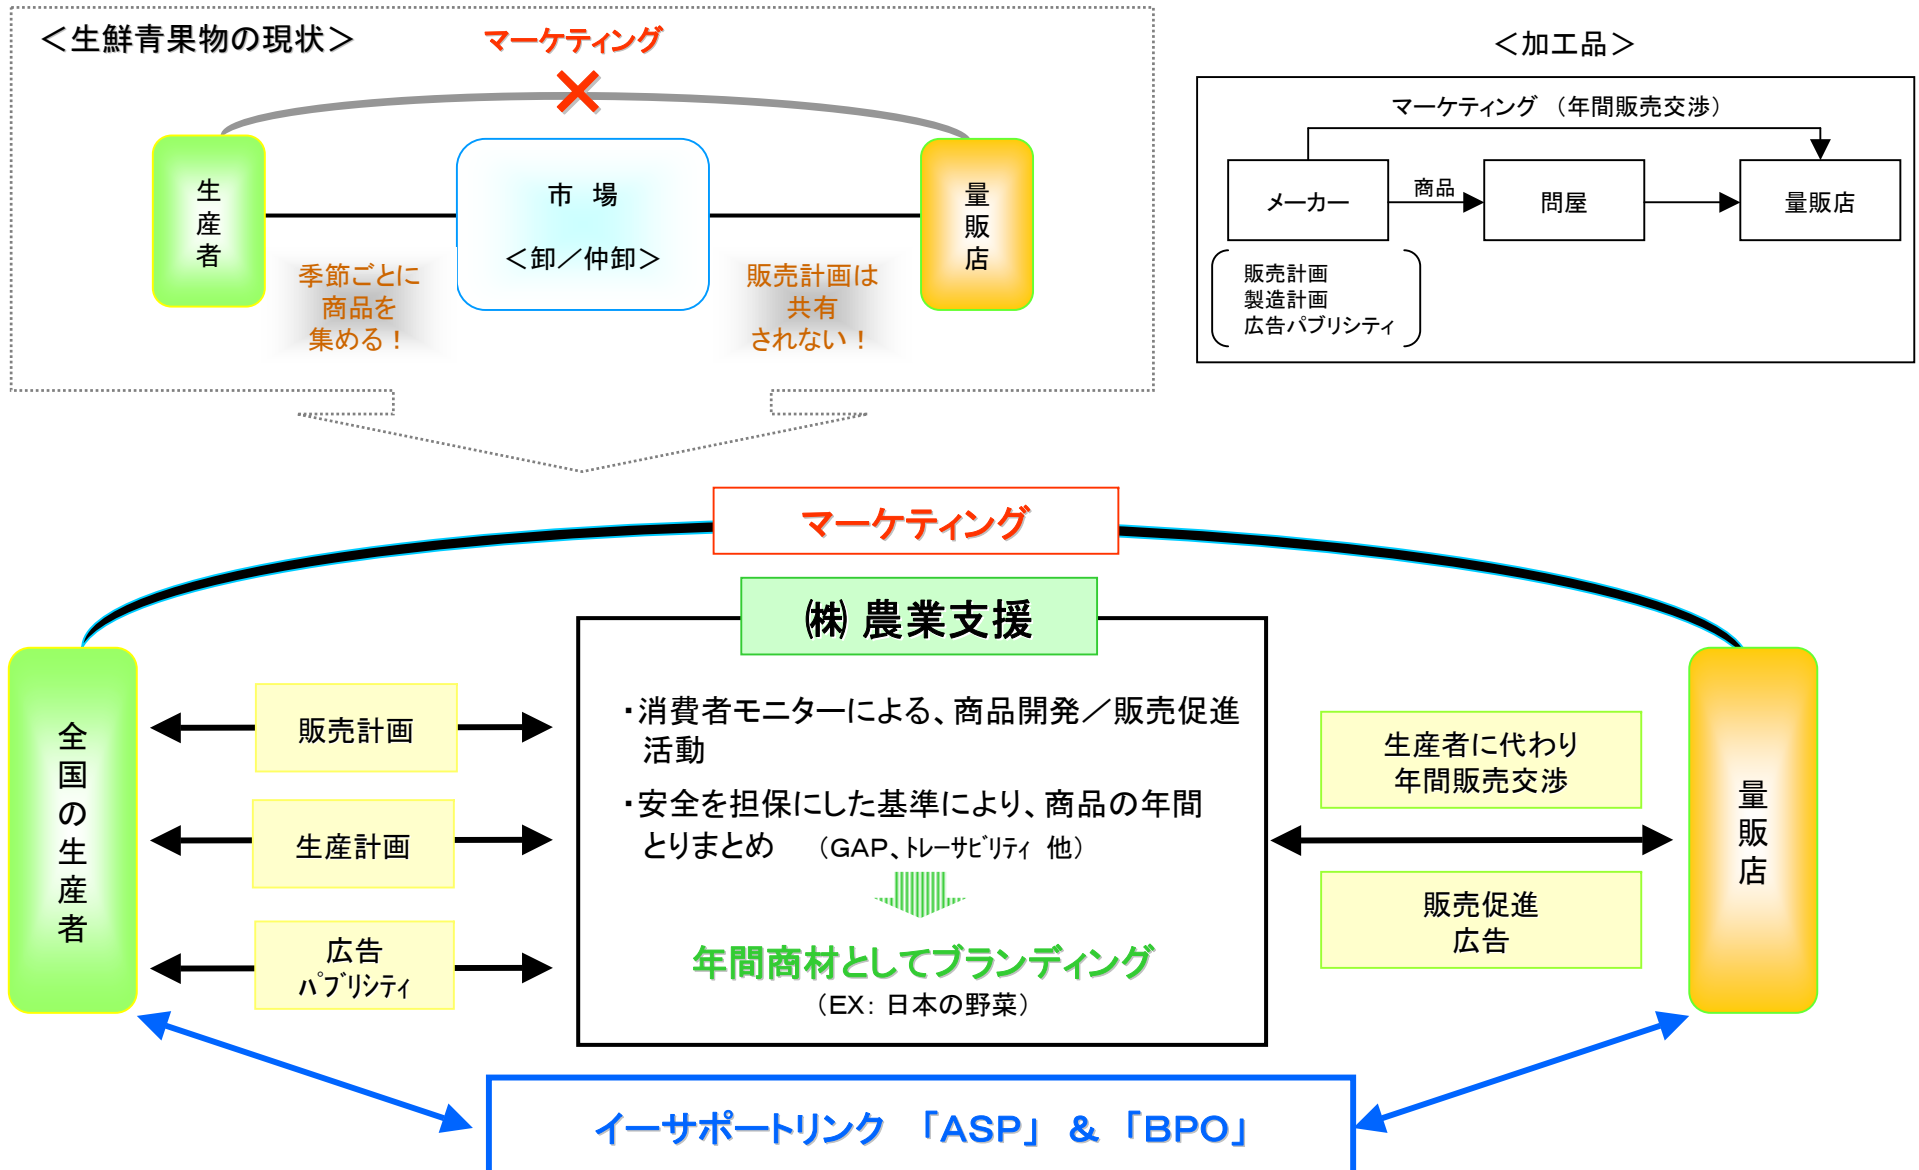 ＜生鮮青果物の現状＞
マーケティング
生産者
市 場
＜卸／仲卸＞
量販店
季節ごとに
商品を
集める！
販売計画は
共有
されない！
＜加工品＞
マーケティング （年間販売交渉）
メーカー
商品
問屋
量販店
販売計画
製造計画
広告パブリシティ
マーケティング
㈱ 農業支援
全国の生産者
販売計画
生産計画
広告
パブリシティ
・消費者モニターによる、商品開発／販売促進
活動
・安全を担保にした基準により、商品の年間
とりまとめ （GAP、ﾄﾚｰｻﾋﾞﾘﾃｨ 他）
年間商材としてブランディング
（EX：日本の野菜）
生産者に代わり
年間販売交渉
販売促進
広告
量販店
イーサポートリンク 「ASP」 & 「BPO」